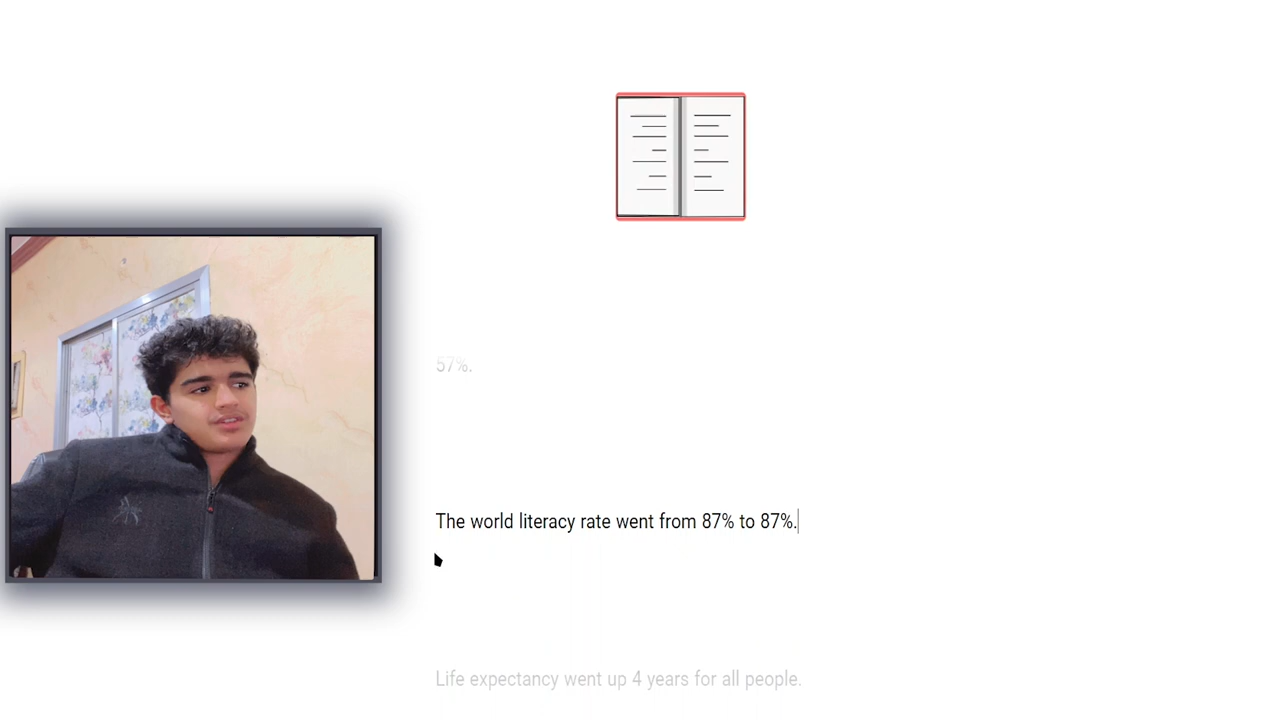 57%.
The world literacy rate went from 87% to 87%.
Life expectancy went up 4 years for all people.